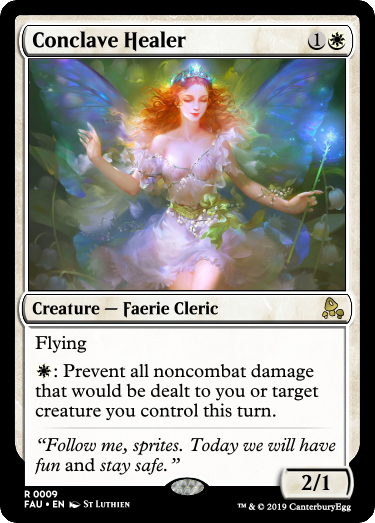 Conclave Healer 1
Creature — Faerie Cleric
Flying
: Prevent all noncombat damage
that would be dealt to you or target
creature you control this turn.
“Follow me, sprites. Today we will have
fun and stay safe.”
2/1
R 0009
FAU • EN St Luthien
™ & © 2019 CanterburyEgg